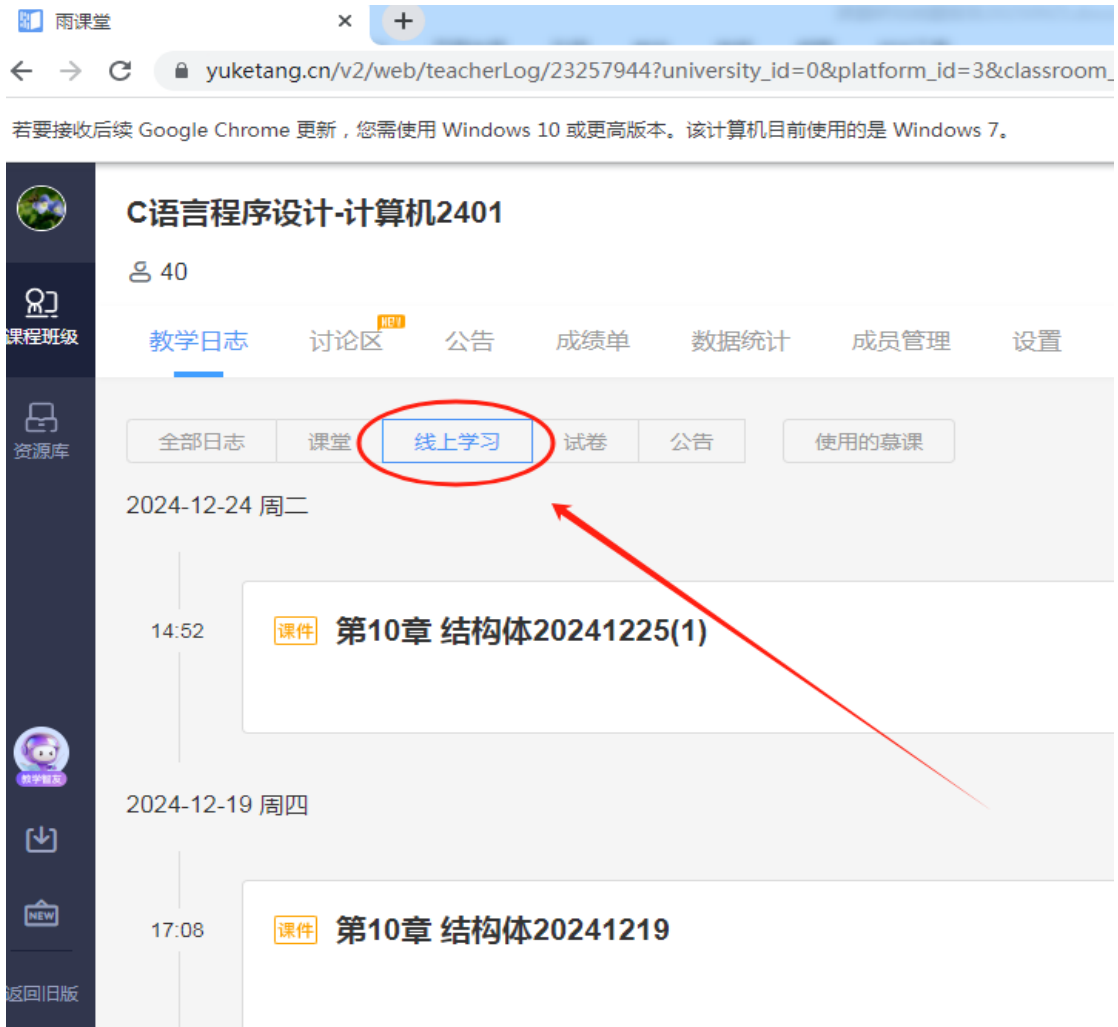 雨课堂
yuketang.cn/v2/web/teacherLog/23257944?university_id=0&platform_id=3&classroom_
若要接收后续 Google Chrome 更新，您需使用 Windows 10 或更高版本。该计算机目前使用的是 Windows 7。
C语言程序设计-计算机2401
40
课程班级
教学日志 讨论区 NEW 公告 成绩单 数据统计 成员管理 设置
资源库
全部日志 课堂 线上学习 试卷 公告 使用的慕课
2024-12-24 周二
14:52 课件 第10章 结构体20241225(1)
教学智友
2024-12-19 周四
NEW
17:08 课件 第10章 结构体20241219
返回旧版